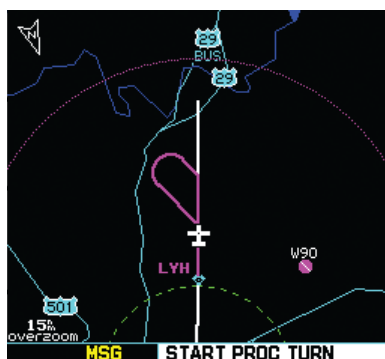 N
29
BUS
29
W90
LYH
501
15nm
overzoom
MSG START PROC TURN